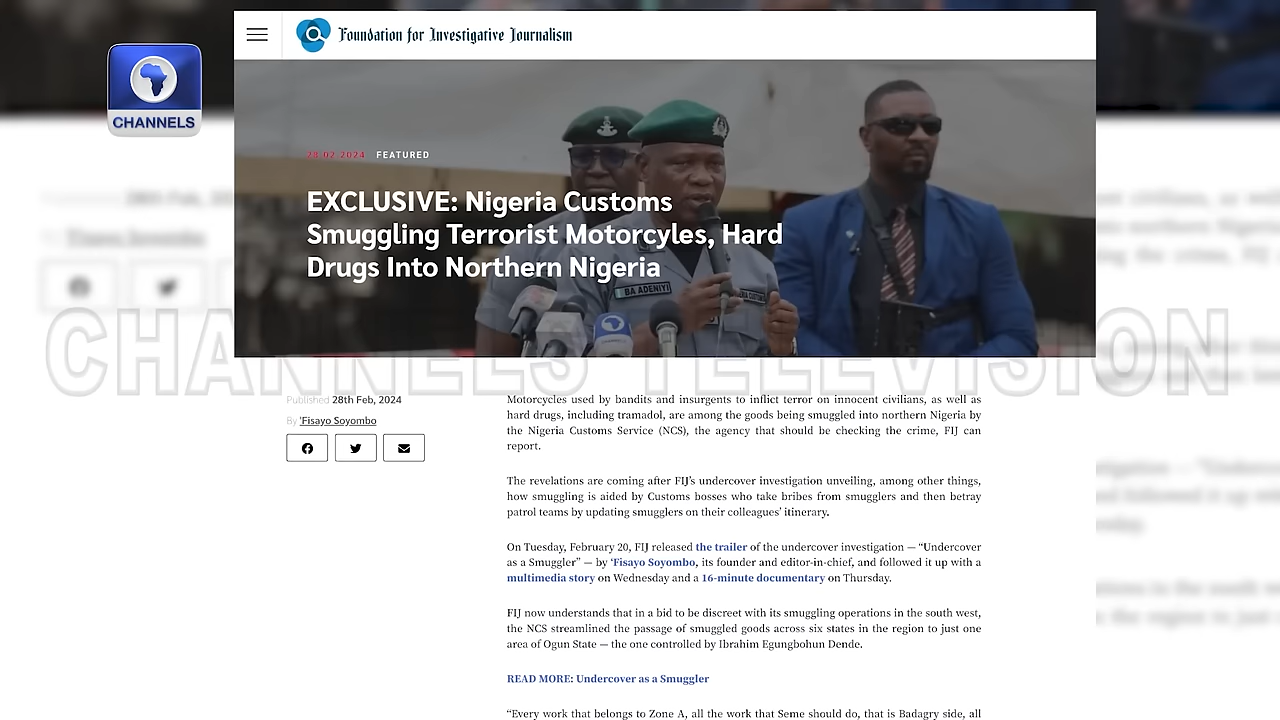 CHANNELS
Foundation for Investigative Journalism
28-02-2024 FEATURED
EXCLUSIVE: Nigeria Customs
Smuggling Terrorist Motorcyles, Hard
Drugs Into Northern Nigeria
BA ADENIYI
NIGERIA CUSTOMS
CHANNELS TELEVISION
Published 28th Feb, 2024
By 'Fisayo Soyombo
Motorcycles used by bandits and insurgents to inflict terror on innocent civilians, as well as
hard drugs, including tramadol, are among the goods being smuggled into northern Nigeria by
the Nigeria Customs Service (NCS), the agency that should be checking the crime, FIJ can
report.
The revelations are coming after FIJ's undercover investigation unveiling, among other things,
how smuggling is aided by Customs bosses who take bribes from smugglers and then betray
patrol teams by updating smugglers on their colleagues' itinerary.
On Tuesday, February 20, FIJ released the trailer of the undercover investigation — “Undercover
as a Smuggler” — by 'Fisayo Soyombo, its founder and editor-in-chief, and followed it up with a
multimedia story on Wednesday and a 16-minute documentary on Thursday.
FIJ now understands that in a bid to be discreet with its smuggling operations in the south west,
the NCS streamlined the passage of smuggled goods across six states in the region to just one
area of Ogun State — the one controlled by Ibrahim Egungbohun Dende.
READ MORE: Undercover as a Smuggler
“Every work that belongs to Zone A, all the work that Seme should do, that is Badagry side, all